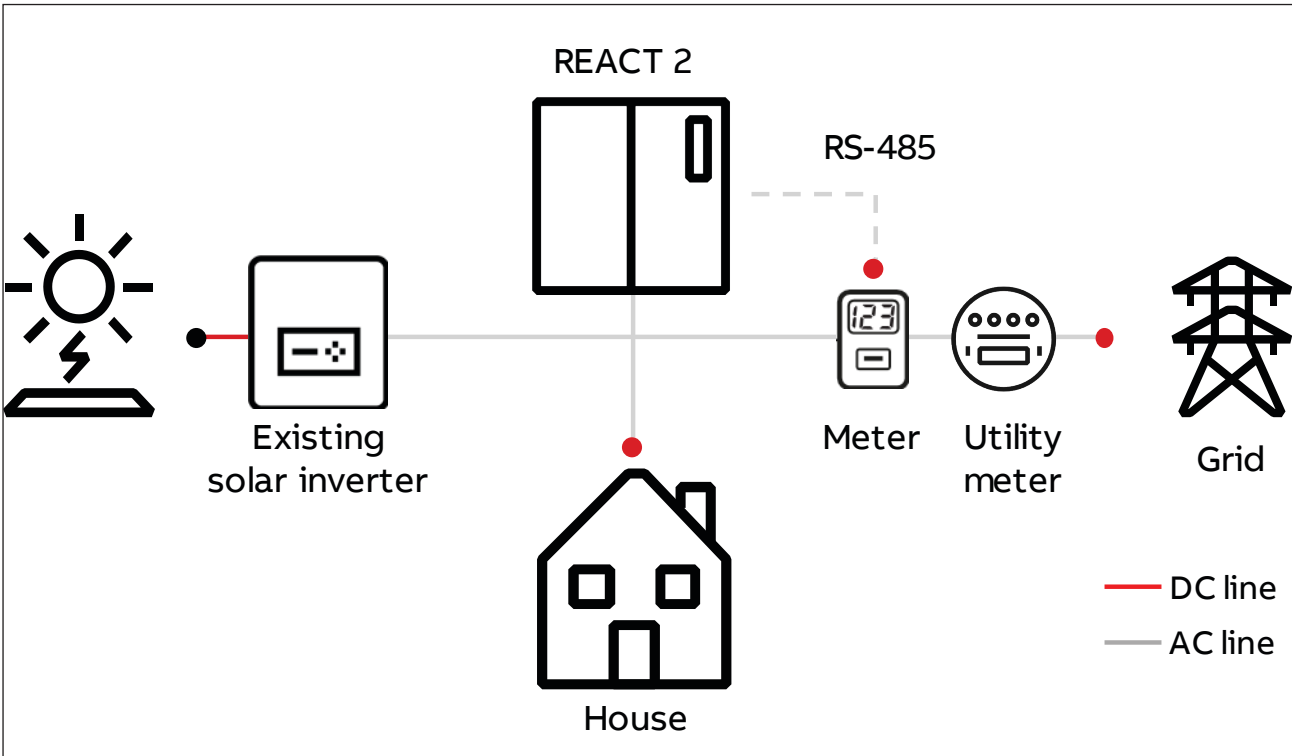 REACT 2
RS-485
123
Existing
solar inverter
Meter
Utility
meter
Grid
DC line
AC line
House